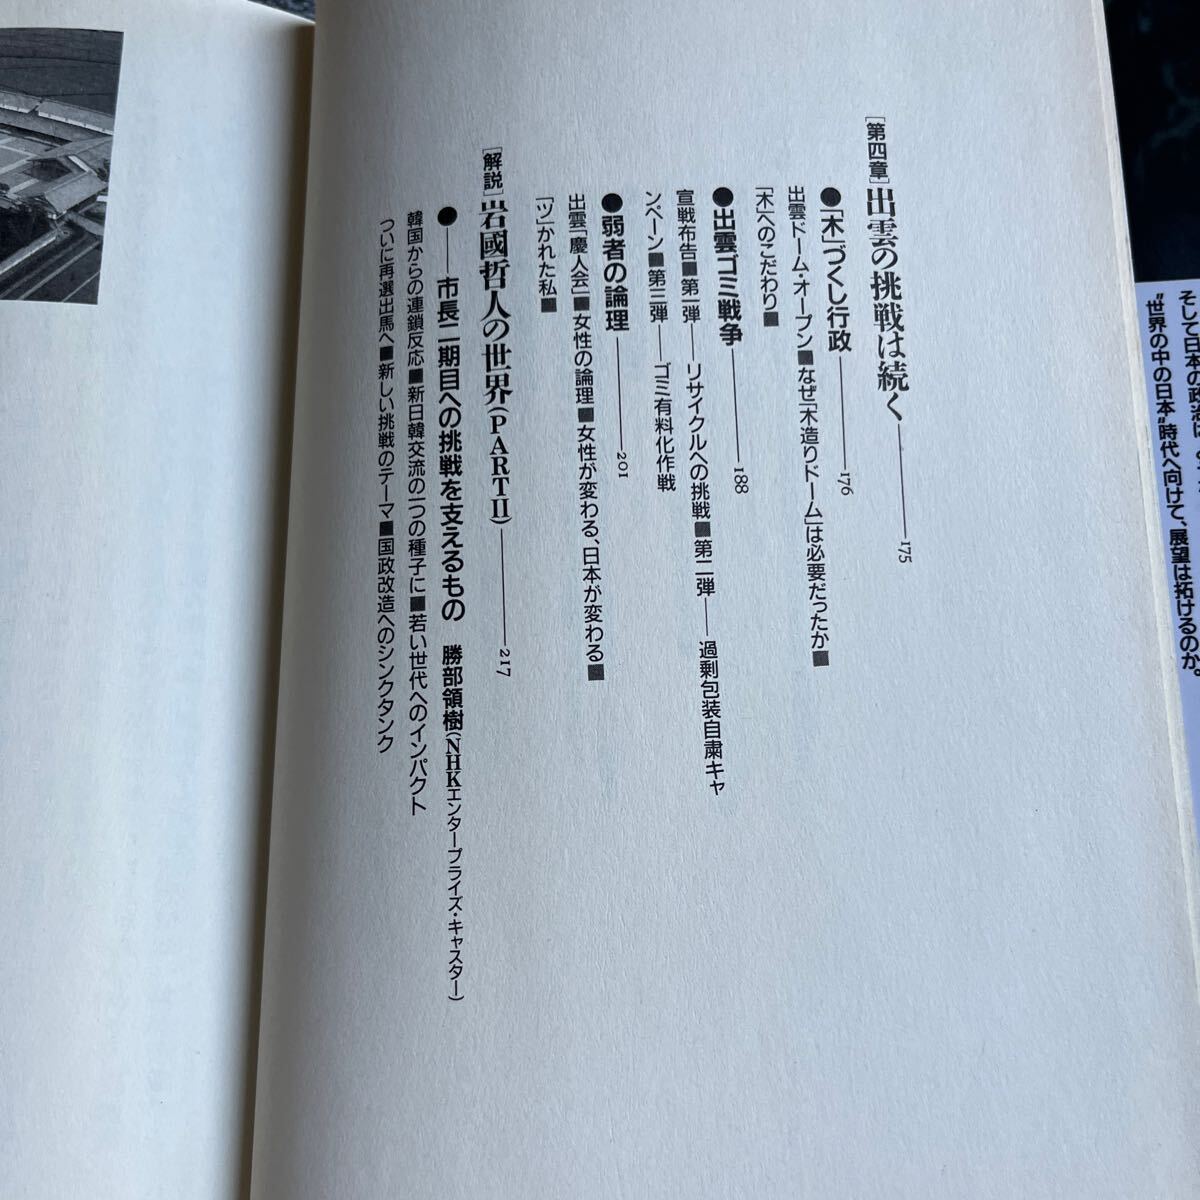 そして日本の政治は、
“世界の中の日本”時代へ向けて、展望は拓けるのか。
[第四章]出雲の挑戦は続く——175
●「木」づくし行政——176
出雲ドーム・オープン■なぜ「木造りドーム」は必要だったか■
「木」へのこだわり■
●出雲ゴミ戦争——188
宣戦布告■第一弾——リサイクルへの挑戦■第二弾——過剰包装自粛キャ
ンペーン■第三弾——ゴミ有料化作戦
●弱者の論理——201
出雲「慶人会」■女性の論理■女性が変わる、日本が変わる■
「ツ」かれた私■
[解説]岩國哲人の世界(PARTII)——217
●——市長二期目への挑戦を支えるもの 勝部領樹(NHKエンタープライズ・キャスター)
韓国からの連鎖反応■新日韓交流の一つの種子に■若い世代へのインパクト
ついに再選出馬へ■新しい挑戦のテーマ■国政改造へのシンクタンク